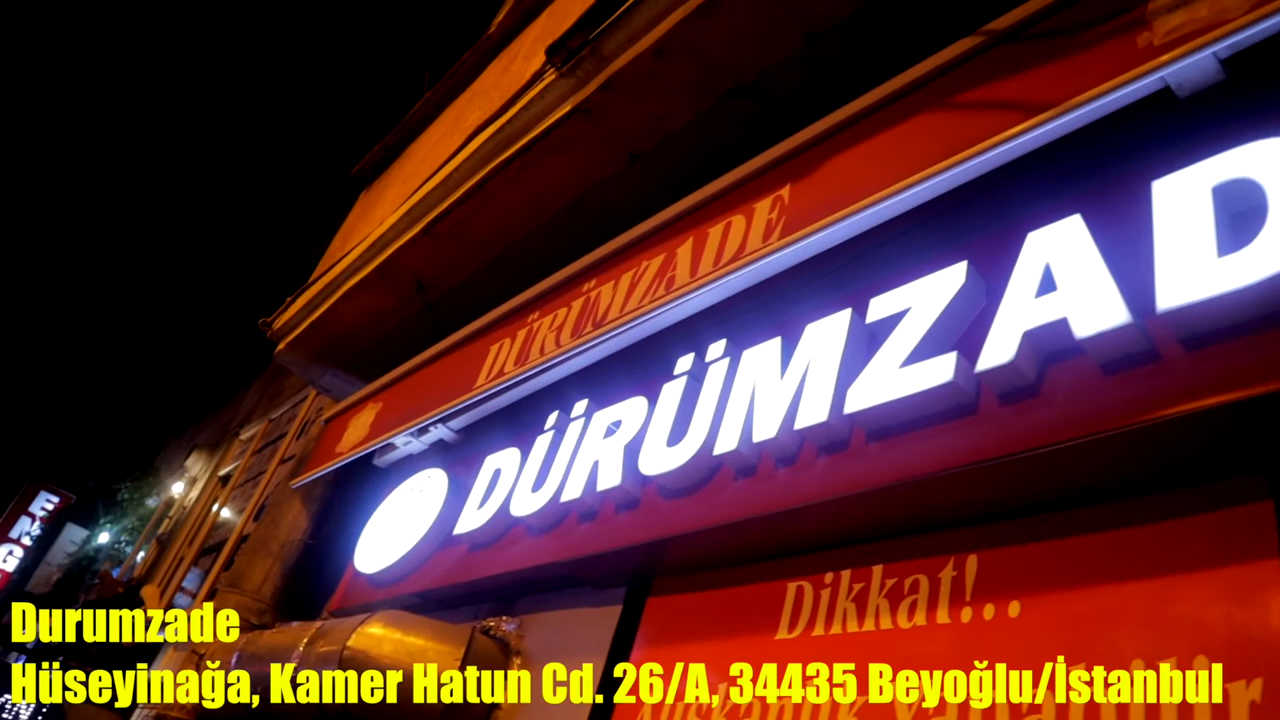 DÜRÜMZADE
DÜRÜMZAD
Dikkat!..
Durumzade
Hüseyinağa, Kamer Hatun Cd. 26/A, 34435 Beyoğlu/İstanbul